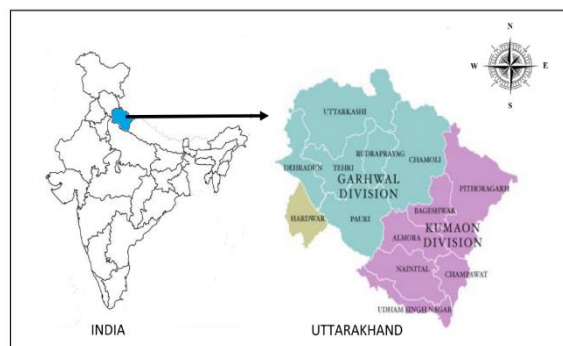 N
W E
S
UTTARKASHI
RUDRAPRAYAG
CHAMOLI
DEHRADUN
TEHRI
GARHWAL
DIVISION
PITHORAGARH
HARDWAR
PAURI
BAGESHWAR
KUMAON
DIVISION
ALMORA
NAINITAL
CHAMPAWAT
UDHAM SINGH NAGAR
INDIA
UTTARAKHAND